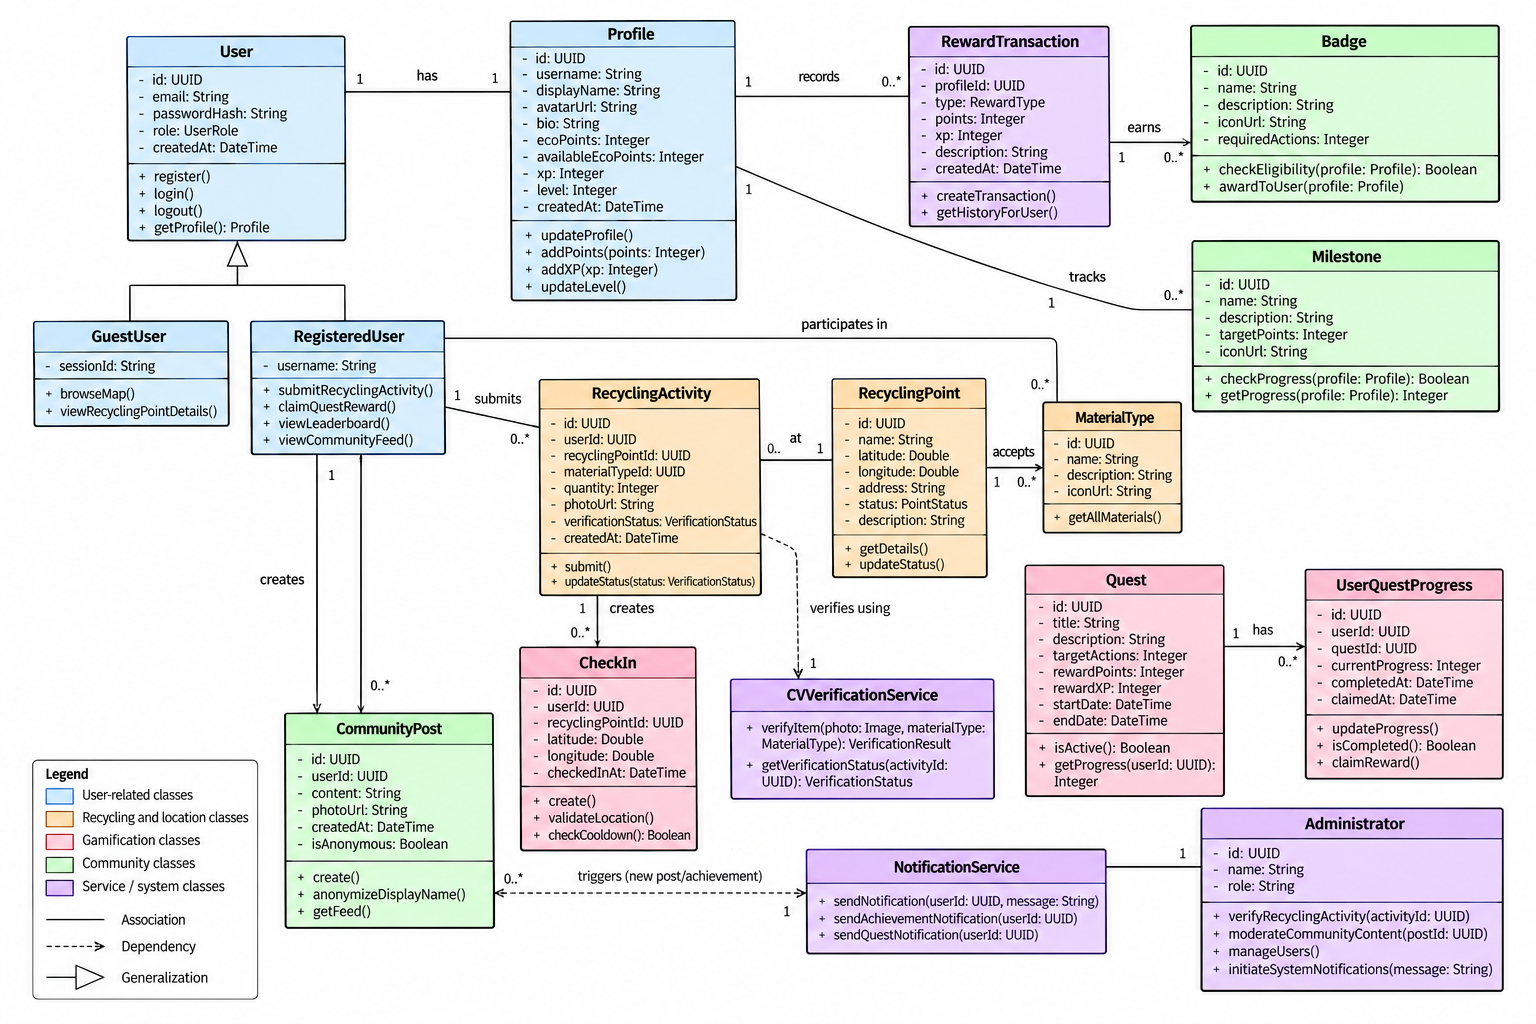 User
- id: UUID
- email: String
- passwordHash: String
- role: UserRole
- createdAt: DateTime
+ register()
+ login()
+ logout()
+ getProfile(): Profile
1 has 1
Profile
- id: UUID
- username: String
- displayName: String
- avatarUrl: String
- bio: String
- ecoPoints: Integer
- availableEcoPoints: Integer
- xp: Integer
- level: Integer
- createdAt: DateTime
+ updateProfile()
+ addPoints(points: Integer)
+ addXP(xp: Integer)
+ updateLevel()
1 records 0..*
RewardTransaction
- id: UUID
- profileId: UUID
- type: RewardType
- points: Integer
- xp: Integer
- description: String
- createdAt: DateTime
+ createTransaction()
+ getHistoryForUser()
earns
1 0..*
Badge
- id: UUID
- name: String
- description: String
- iconUrl: String
- requiredActions: Integer
+ checkEligibility(profile: Profile): Boolean
+ awardToUser(profile: Profile)
1
tracks
1 0..*
Milestone
- id: UUID
- name: String
- description: String
- targetPoints: Integer
- iconUrl: String
+ checkProgress(profile: Profile): Boolean
+ getProgress(profile: Profile): Integer
GuestUser
- sessionId: String
+ browseMap()
+ viewRecyclingPointDetails()
RegisteredUser
- username: String
+ submitRecyclingActivity()
+ claimQuestReward()
+ viewLeaderboard()
+ viewCommunityFeed()
participates in
0..*
1 submits
0..*
RecyclingActivity
- id: UUID
- userId: UUID
- recyclingPointId: UUID
- materialTypeId: UUID
- quantity: Integer
- photoUrl: String
- verificationStatus: VerificationStatus
- createdAt: DateTime
+ submit()
+ updateStatus(status: VerificationStatus)
0.. at 1
RecyclingPoint
- id: UUID
- name: String
- latitude: Double
- longitude: Double
- address: String
- status: PointStatus
- description: String
+ getDetails()
+ updateStatus()
accepts
1 0..*
MaterialType
- id: UUID
- name: String
- description: String
- iconUrl: String
+ getAllMaterials()
1
creates
0..*
1 creates
0..*
verifies using
1
CheckIn
- id: UUID
- userId: UUID
- recyclingPointId: UUID
- latitude: Double
- longitude: Double
- checkedInAt: DateTime
+ create()
+ validateLocation()
+ checkCooldown(): Boolean
CVVerificationService
+ verifyItem(photo: Image, materialType:
MaterialType): VerificationResult
+ getVerificationStatus(activityId:
UUID): VerificationStatus
Quest
- id: UUID
- title: String
- description: String
- targetActions: Integer
- rewardPoints: Integer
- rewardXP: Integer
- startDate: DateTime
- endDate: DateTime
+ isActive(): Boolean
+ getProgress(userId: UUID):
Integer
1 has
0..*
UserQuestProgress
- id: UUID
- userId: UUID
- questId: UUID
- currentProgress: Integer
- completedAt: DateTime
- claimedAt: DateTime
+ updateProgress()
+ isCompleted(): Boolean
+ claimReward()
CommunityPost
- id: UUID
- userId: UUID
- content: String
- photoUrl: String
- createdAt: DateTime
- isAnonymous: Boolean
+ create()
+ anonymizeDisplayName()
+ getFeed()
0..* triggers (new post/achievement)
1
NotificationService
+ sendNotification(userId: UUID, message: String)
+ sendAchievementNotification(userId: UUID)
+ sendQuestNotification(userId: UUID)
1
Administrator
- id: UUID
- name: String
- role: String
+ verifyRecyclingActivity(activityId: UUID)
+ moderateCommunityContent(postId: UUID)
+ manageUsers()
+ initiateSystemNotifications(message: String)
Legend
User-related classes
Recycling and location classes
Gamification classes
Community classes
Service / system classes
Association
Dependency
Generalization